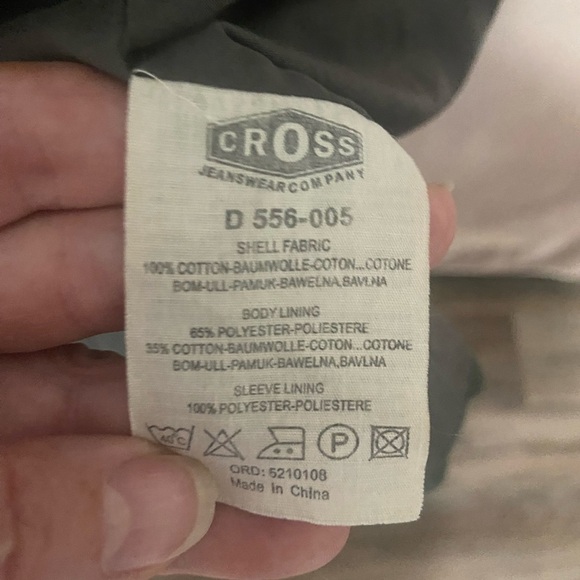 CROSS
JEANSWEAR COMPANY
D 556-005
SHELL FABRIC
100% COTTON-BAUMWOLLE-COTON...COTONE
BOM-ULL-PAMUK-BAWELNA,BAVLNA
BODY LINING
65% POLYESTER-POLIESTERE
35% COTTON-BAUMWOLLE-COTON...COTONE
BOM-ULL-PAMUK-BAWELNA,BAVLNA
SLEEVE LINING
100% POLYESTER-POLIESTERE
40°C P
ORD: 5210108
Made In China